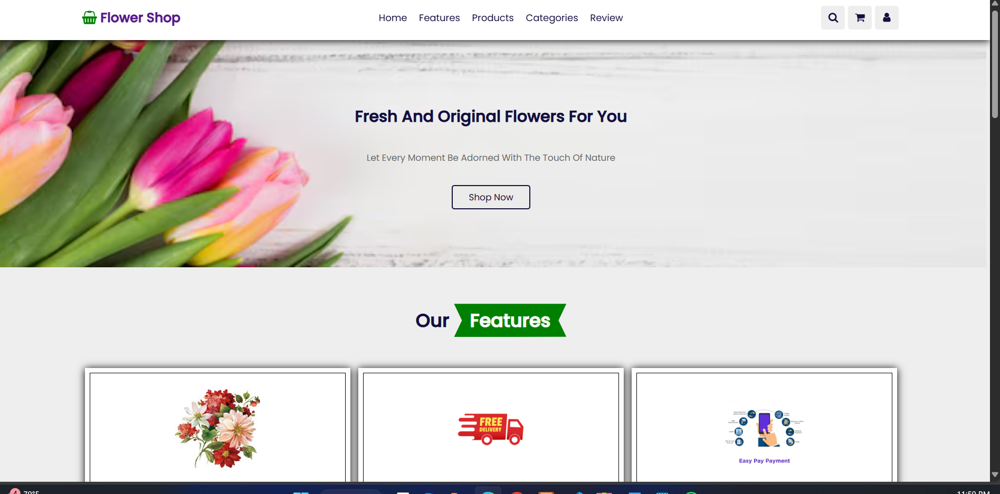 Flower Shop
Home Features Products Categories Review
Fresh And Original Flowers For You
Let Every Moment Be Adorned With The Touch Of Nature
Shop Now
Our Features
FREE
DELIVERY
Easy Pay Payment